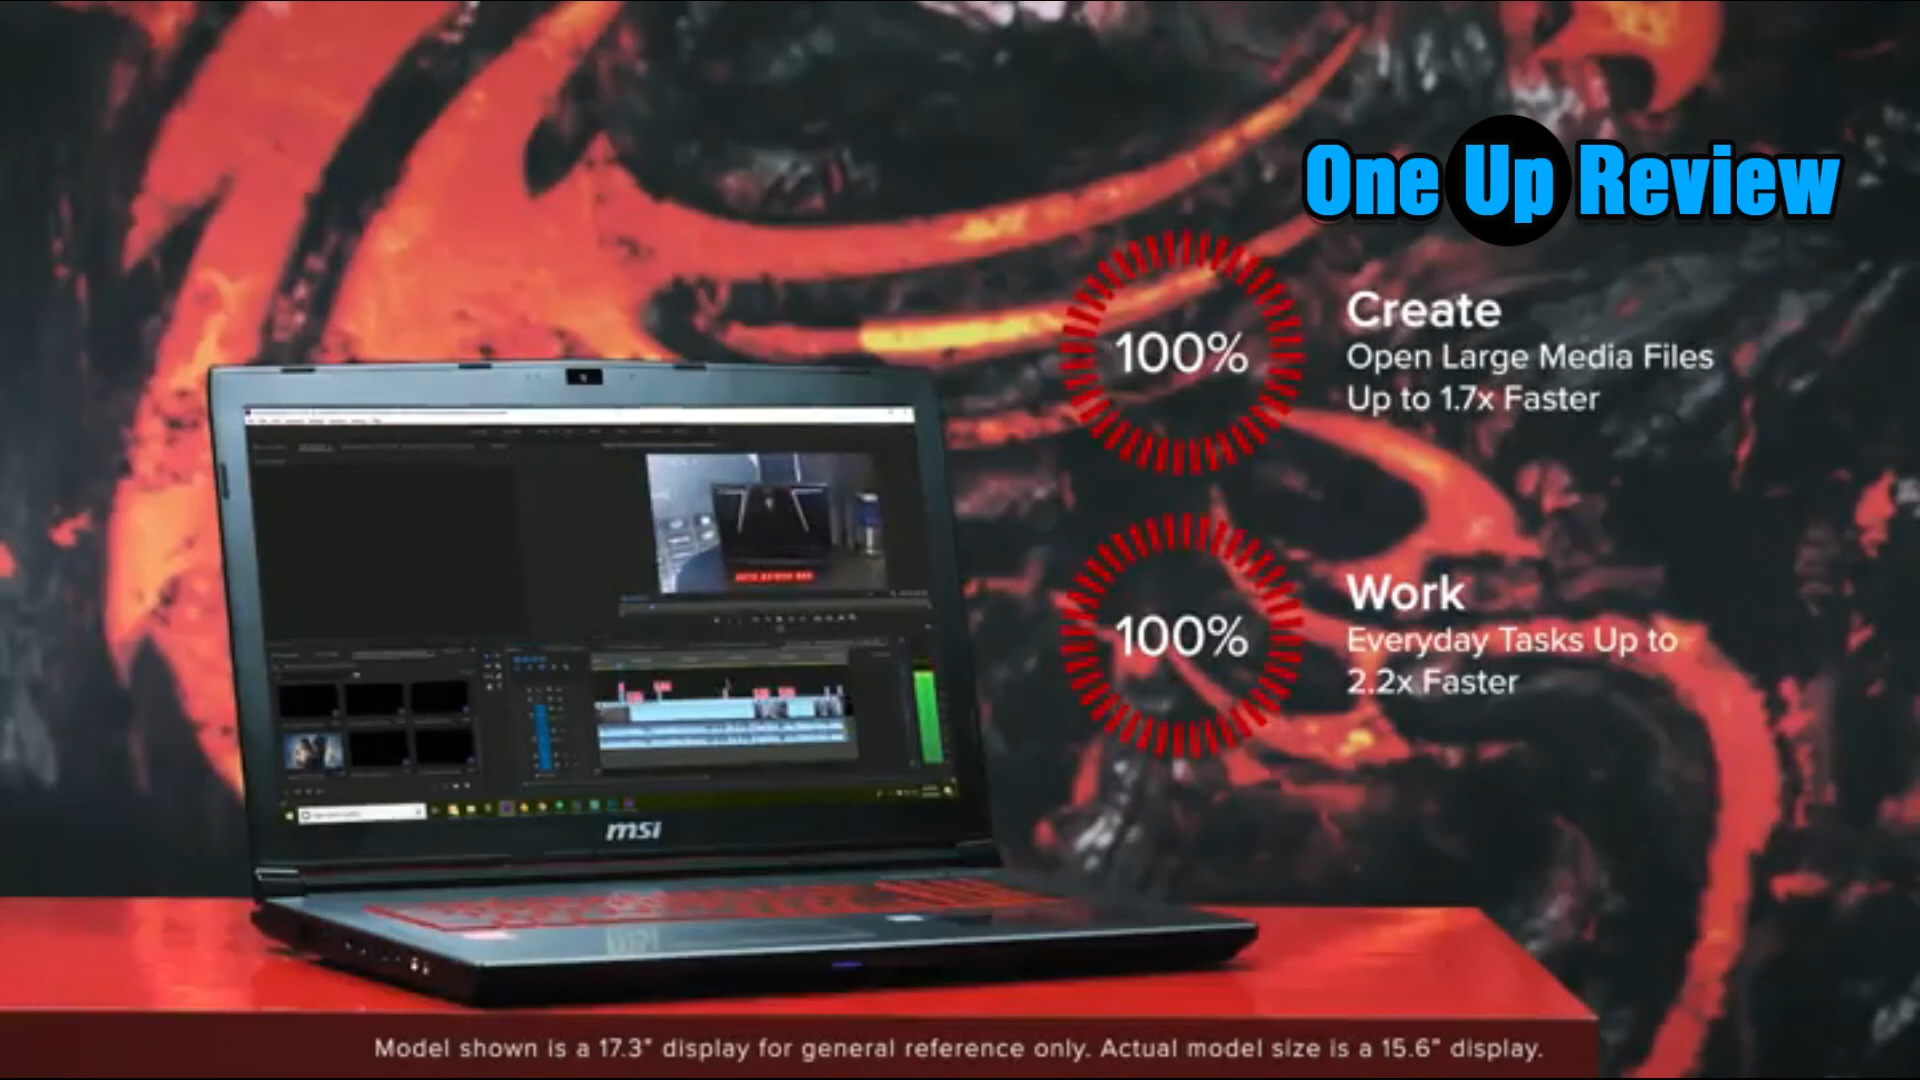 One Up Review
100%
Create
Open Large Media Files
Up to 1.7x Faster
100%
Work
Everyday Tasks Up to
2.2x Faster
msi
Model shown is a 17.3" display for general reference only. Actual model size is a 15.6" display.